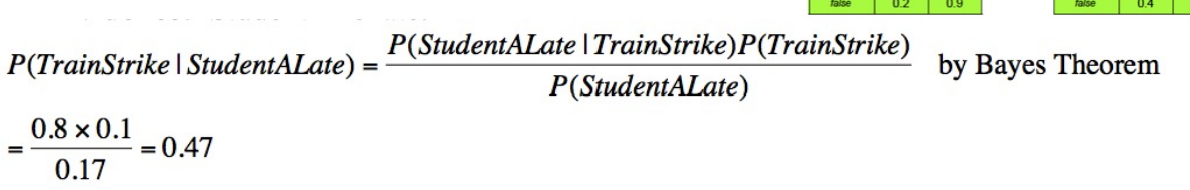 false 0.2 0.9 false 0.4
P(TrainStrike | StudentALate) = P(StudentALate | TrainStrike)P(TrainStrike) / P(StudentALate) by Bayes Theorem
= 0.8 × 0.1 / 0.17 = 0.47